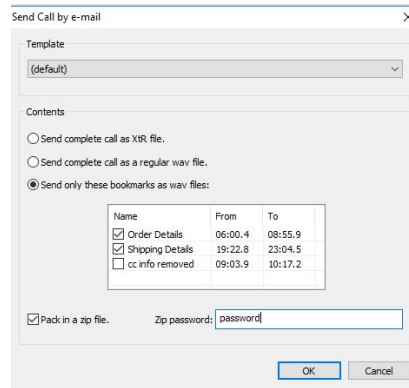 Send Call by e-mail
Template
(default)
Contents
Send complete call as XtR file.
Send complete call as a regular wav file.
Send only these bookmarks as wav files:
Name From To
Order Details 06:00.4 08:55.9
Shipping Details 19:22.8 23:04.5
cc info removed 09:03.9 10:17.2
Pack in a zip file. Zip password: password
OK Cancel